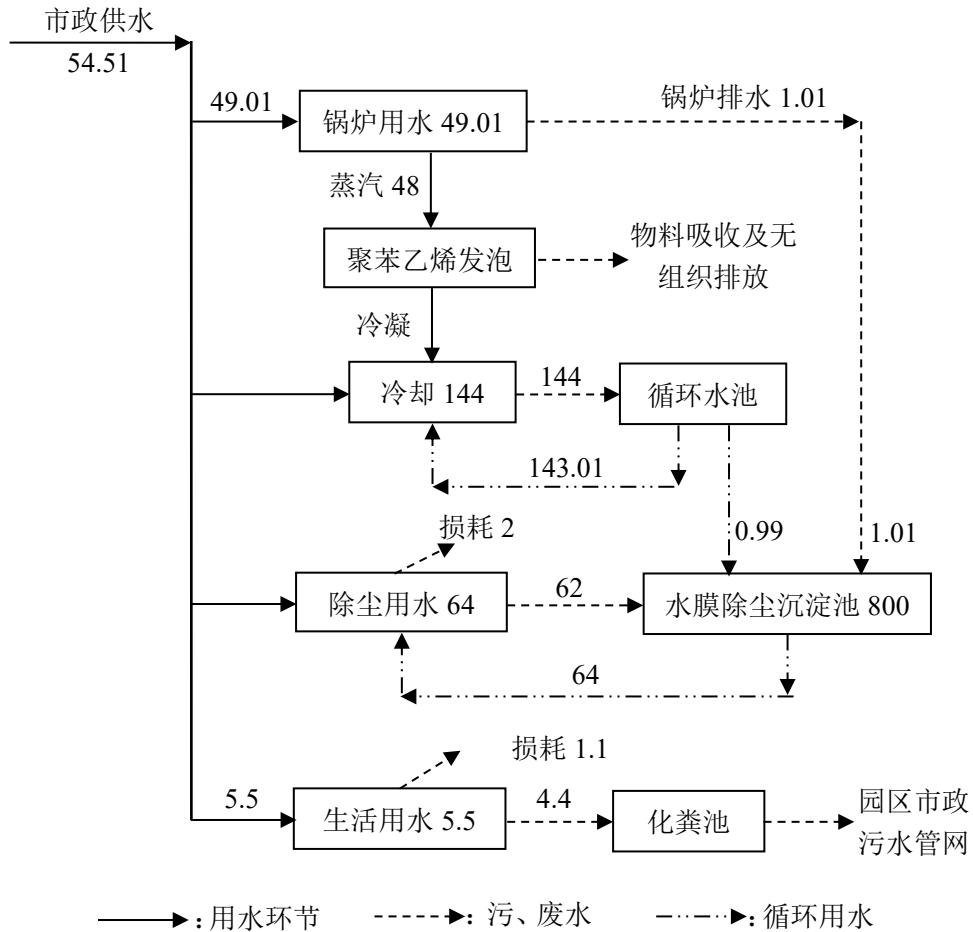 市政供水
54.51
49.01
锅炉用水 49.01
锅炉排水 1.01
蒸汽 48
聚苯乙烯发泡
物料吸收及无
组织排放
冷凝
冷却 144
144
循环水池
143.01
0.99
1.01
损耗 2
除尘用水 64
62
水膜除尘沉淀池 800
64
损耗 1.1
5.5
生活用水 5.5
4.4
化粪池
园区市政
污水管网
:用水环节
:污、废水
:循环用水